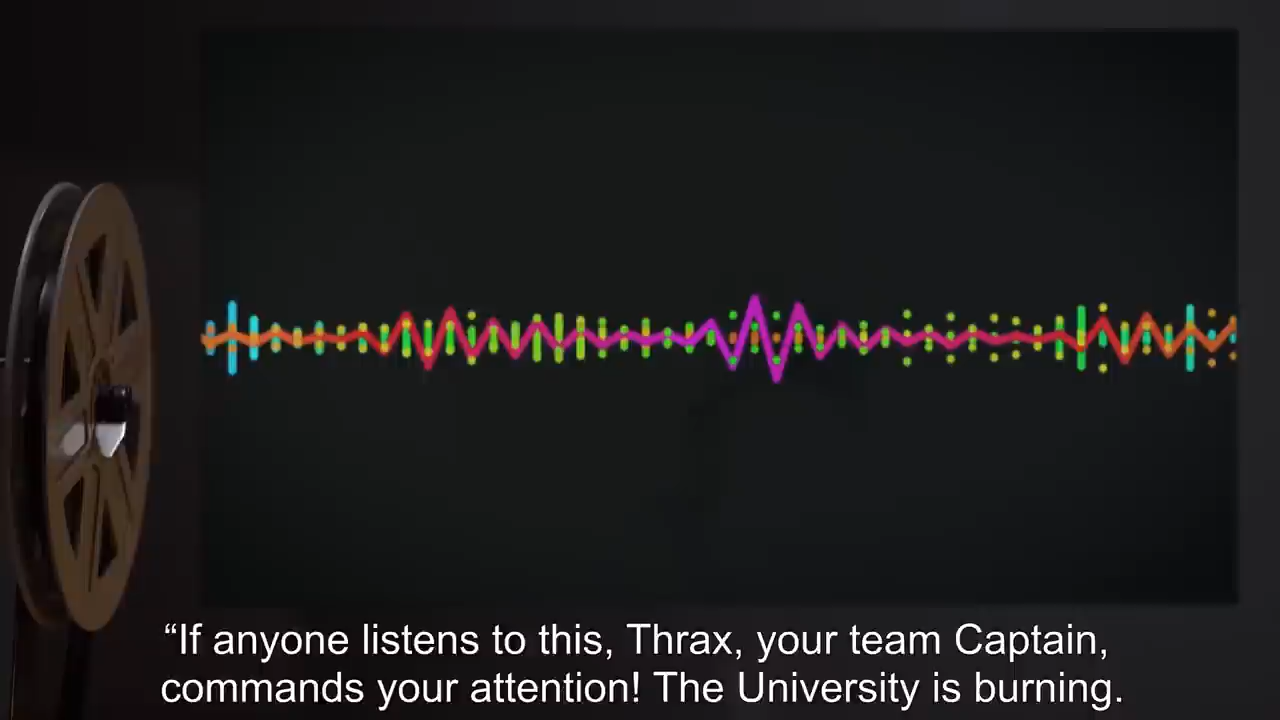 “If anyone listens to this, Thrax, your team Captain,
commands your attention! The University is burning.